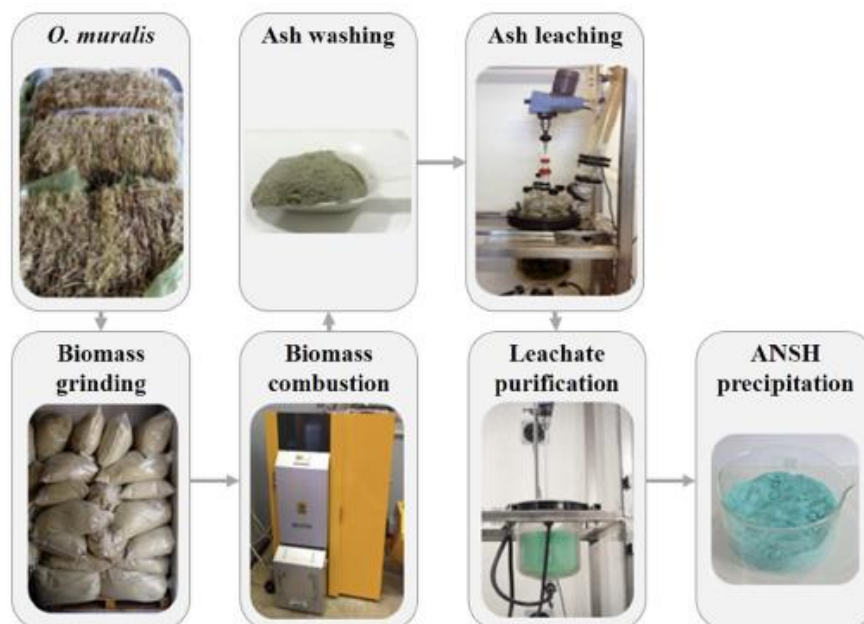 O. muralis
Biomass
grinding
Biomass
combustion
Ash washing
Ash leaching
Leachate
purification
ANSH
precipitation